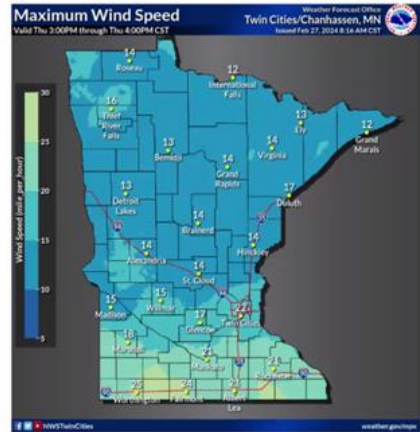 Maximum Wind Speed
Valid Thu 3:00PM through Thu 4:00PM CST
Weather Forecast Office
Twin Cities/Chanhassen, MN
Issued Feb 27, 2024 8:16 AM CST
14
Roseau
12
International
Falls
16
Thief
River
Falls
13
Ely
12
Grand
Marais
13
Bemidji
14
Virginia
14
Grand
Rapids
13
Detroit
Lakes
17
Duluth
14
Brainerd
14
Hinckley
14
Alexandria
14
St. Cloud
15
Madison
15
Willmar
17
Glencoe
22
Twin Cities
18
Marshall
21
Mankato
21
Rochester
25
Worthington
24
Fairmont
21
Albert
Lea
Wind Speed (mile_per_hour)
30
25
20
15
10
5
NWSTwinCities
weather.gov/mpx